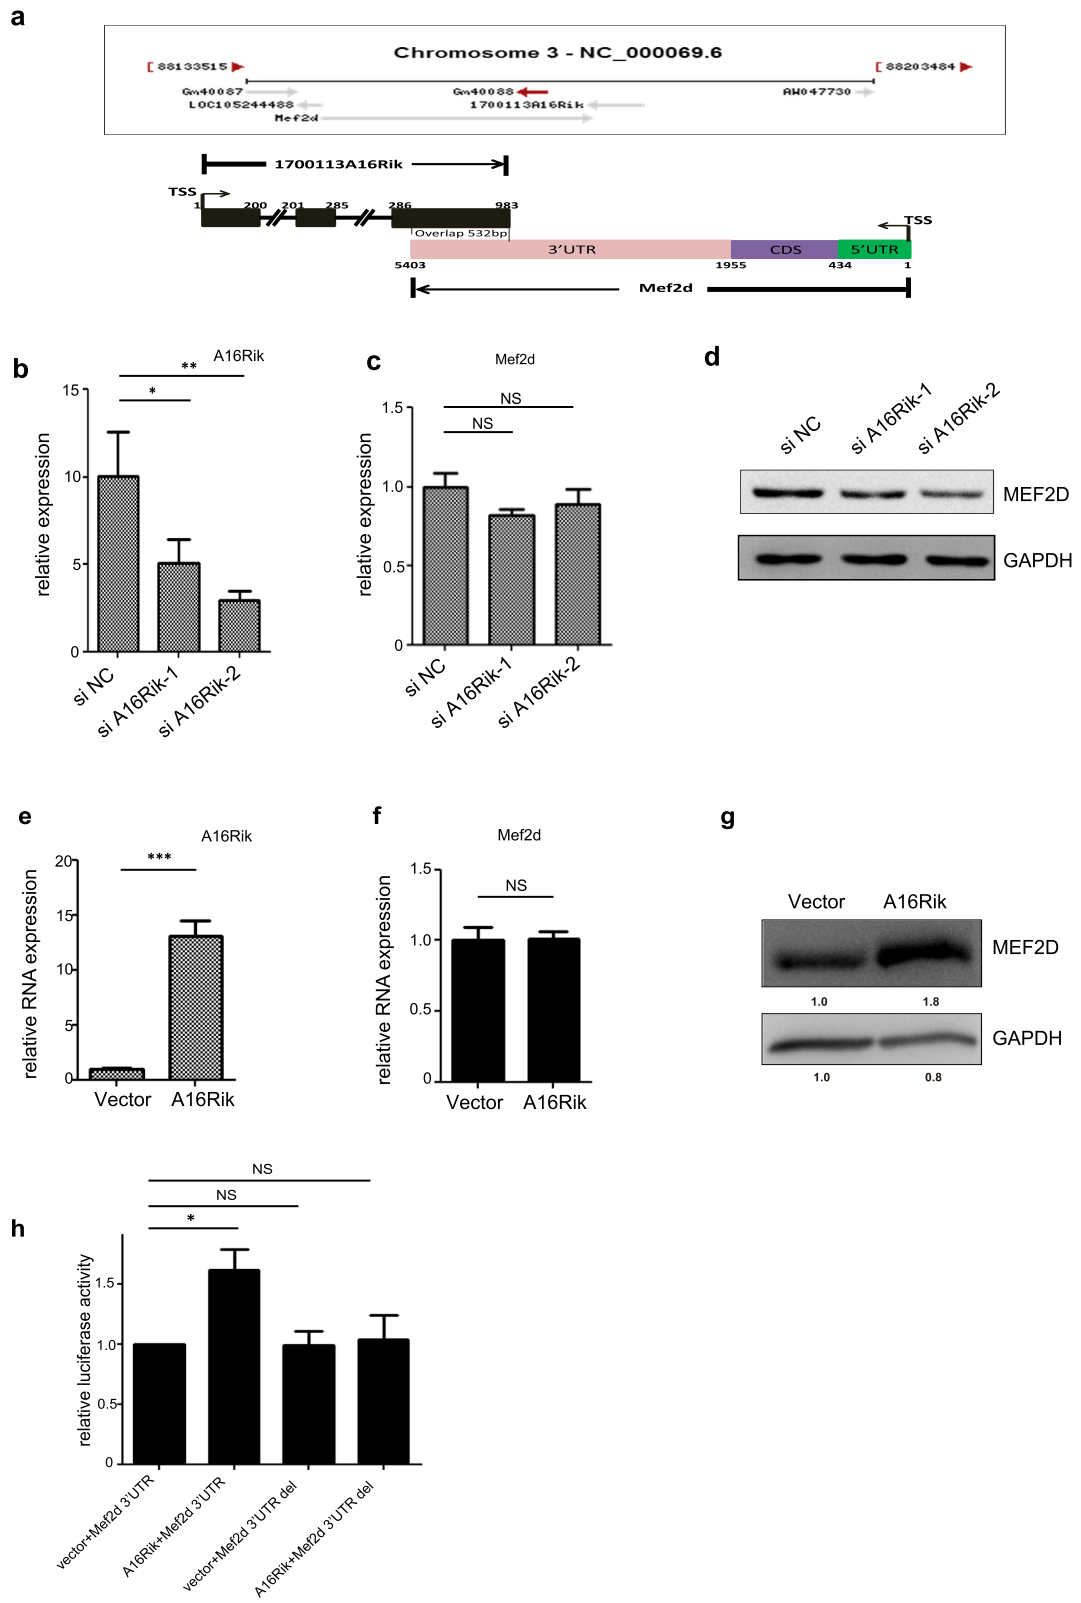 a
Chromosome 3 - NC_000069.6
[ 88133515
[ 88203484
Gm40087
Gm40088
AW047730
LOC105244488
1700113A16Rik
Mef2d
1700113A16Rik
TSS
1 200 201 285 286 983
TSS
Overlap 532bp
3'UTR CDS 5'UTR
5403 1955 434 1
Mef2d
b
A16Rik
**
*
15
10
5
0
relative expression
si NC
si A16Rik-1
si A16Rik-2
c
Mef2d
NS
NS
1.5
1.0
0.5
0
relative expression
si NC
si A16Rik-1
si A16Rik-2
d
si NC
si A16Rik-1
si A16Rik-2
MEF2D
GAPDH
e
A16Rik
***
20
15
10
5
0
relative RNA expression
Vector A16Rik
f
Mef2d
NS
1.5
1.0
0.5
0
relative RNA expression
Vector A16Rik
g
Vector A16Rik
MEF2D
1.0 1.8
GAPDH
1.0 0.8
h
NS
NS
*
1.5
1.0
0.5
0
relative luciferase activity
vector+Mef2d 3'UTR
A16Rik+Mef2d 3'UTR
vector+Mef2d 3'UTR del
A16Rik+Mef2d 3'UTR del